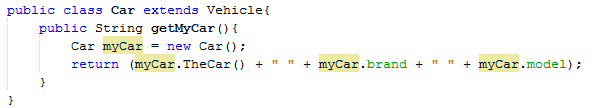 public class Car extends Vehicle{
public String getMyCar(){
Car myCar = new Car();
return (myCar.TheCar() + " " + myCar.brand + " " + myCar.model);
}
}